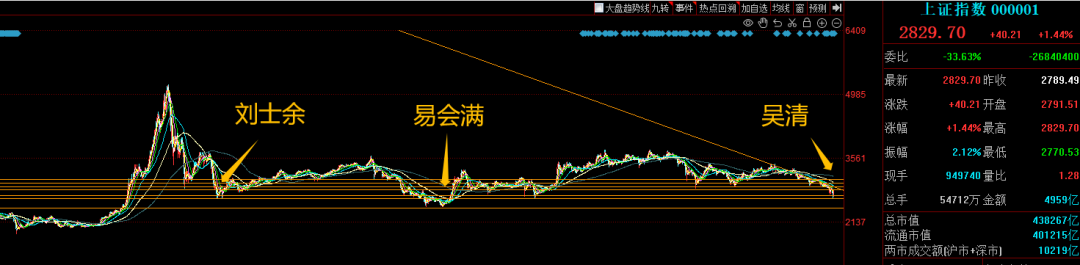 大盘趋势线 九转 事件 热点回溯 加自选 均线 窗 预测
6409
4985
3561
2137
刘士余
易会满
吴清
上证指数 000001
2829.70 +40.21 +1.44%
委比 -33.63% -26840400
最新 2829.70 昨收 2789.49
涨跌 +40.21 开盘 2791.51
涨幅 +1.44% 最高 2829.70
振幅 2.12% 最低 2770.53
现手 949740 量比 1.28
总手 54712万 金额 4959亿
总市值 438267亿
流通市值 401215亿
两市成交额(沪市+深市) 10219亿